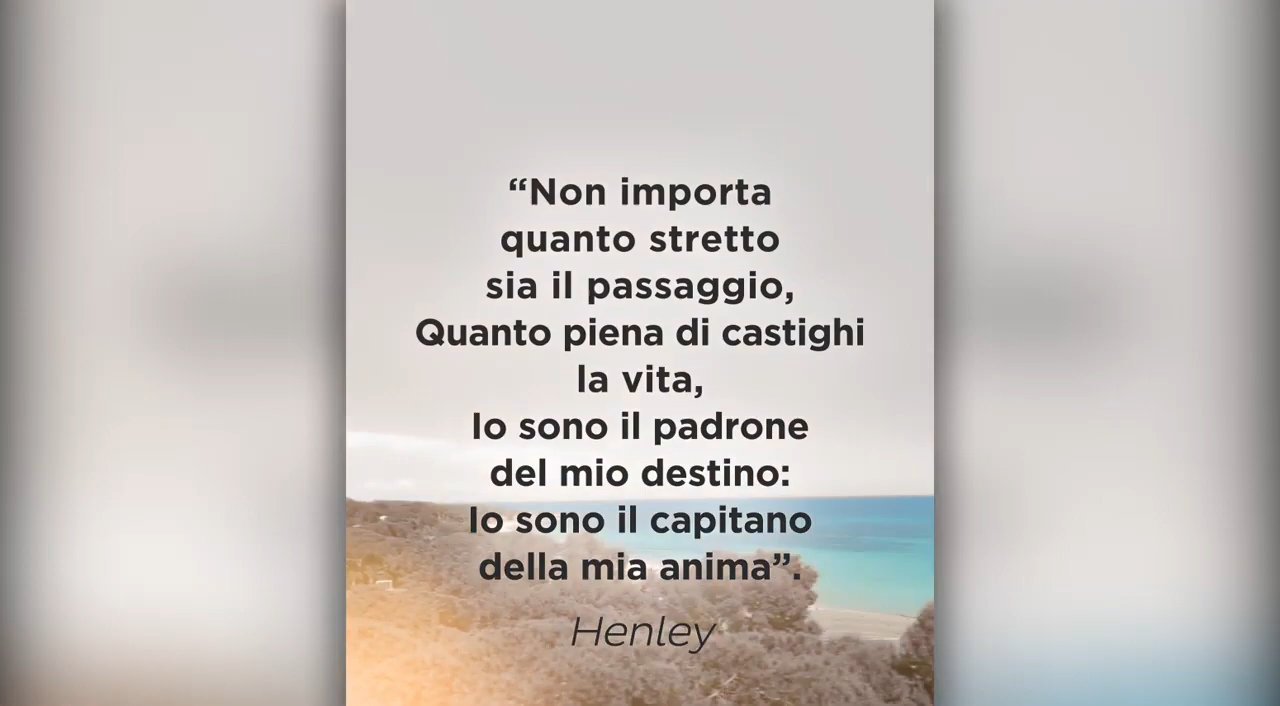 “Non importa
quanto stretto
sia il passaggio,
Quanto piena di castighi
la vita,
Io sono il padrone
del mio destino:
Io sono il capitano
della mia anima”.
Henley